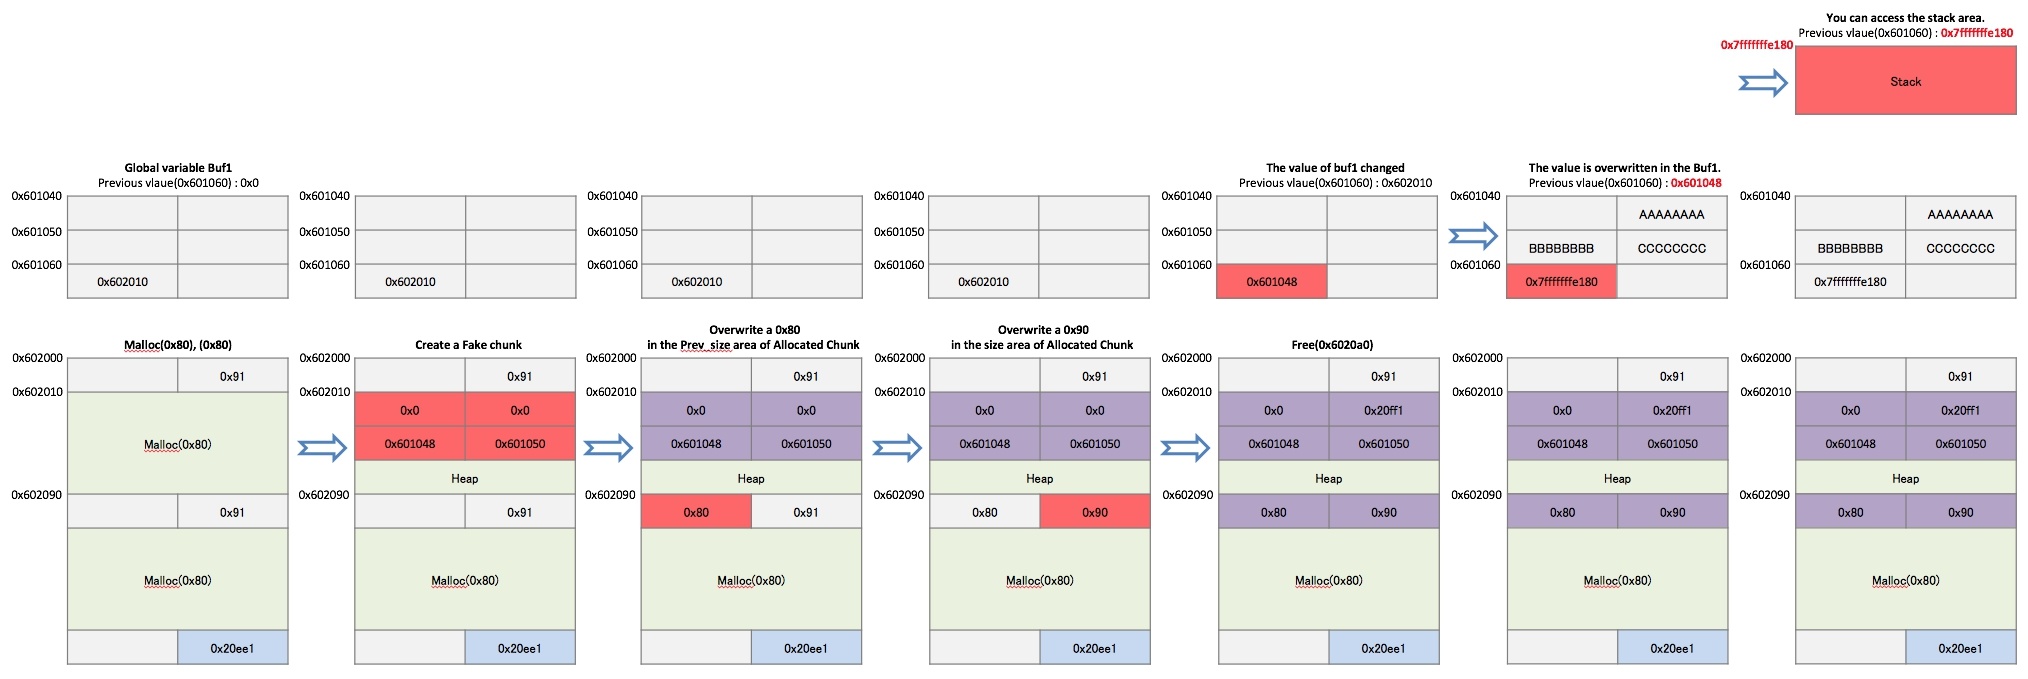 You can access the stack area.
Previous vlaue(0x601060) : 0x7fffffffe180
0x7fffffffe180
Stack
Global variable Buf1
Previous vlaue(0x601060) : 0x0
The value of buf1 changed
Previous vlaue(0x601060) : 0x602010
The value is overwritten in the Buf1.
Previous vlaue(0x601060) : 0x601048
0x601040 0x601040 0x601040 0x601040 0x601040 0x601040 0x601040
AAAAAAAA AAAAAAAA
0x601050 0x601050 0x601050 0x601050 0x601050
BBBBBBBB CCCCCCCC BBBBBBBB CCCCCCCC
0x601060 0x601060 0x601060 0x601060 0x601060 0x601060 0x601060
0x602010 0x602010 0x602010 0x602010 0x601048 0x7fffffffe180 0x7fffffffe180
Malloc(0x80), (0x80)
Create a Fake chunk
Overwrite a 0x80
in the Prev_size area of Allocated Chunk
Overwrite a 0x90
in the size area of Allocated Chunk
Free(0x6020a0)
0x602000 0x602000 0x602000 0x602000 0x602000 0x602000 0x602000
0x91 0x91 0x91 0x91 0x91 0x91 0x91
0x602010 0x602010 0x602010 0x602010 0x602010 0x602010 0x602010
0x0 0x0 0x0 0x0 0x0 0x0 0x0 0x20ff1 0x0 0x20ff1 0x0 0x20ff1
Malloc(0x80) 0x601048 0x601050 0x601048 0x601050 0x601048 0x601050 0x601048 0x601050 0x601048 0x601050 0x601048 0x601050
Heap Heap Heap Heap Heap Heap
0x602090 0x602090 0x602090 0x602090 0x602090 0x602090 0x602090
0x91 0x91 0x80 0x91 0x80 0x90 0x80 0x90 0x80 0x90 0x80 0x90
Malloc(0x80) Malloc(0x80) Malloc(0x80) Malloc(0x80) Malloc(0x80) Malloc(0x80) Malloc(0x80)
0x20ee1 0x20ee1 0x20ee1 0x20ee1 0x20ee1 0x20ee1 0x20ee1